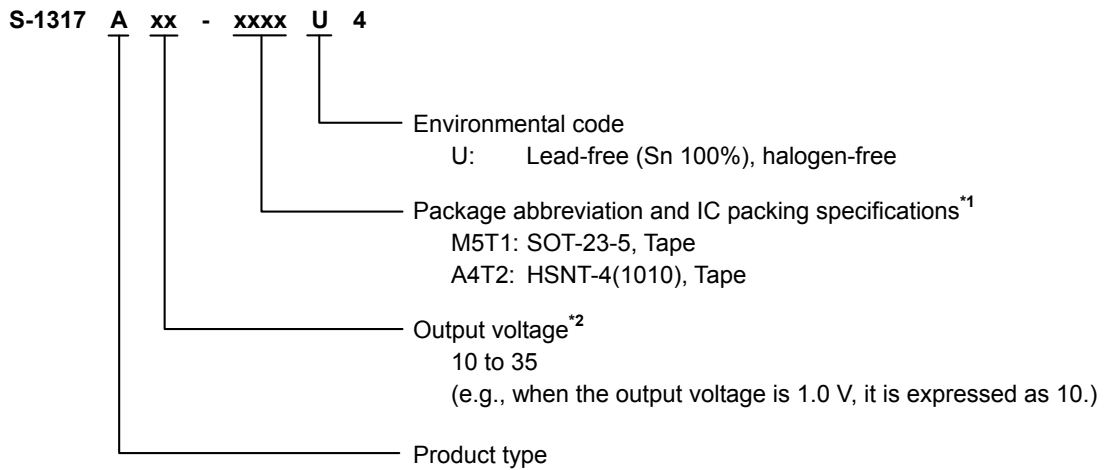 S-1317 A xx - xxxx U 4
Environmental code
U: Lead-free (Sn 100%), halogen-free
Package abbreviation and IC packing specifications*1
M5T1: SOT-23-5, Tape
A4T2: HSNT-4(1010), Tape
Output voltage*2
10 to 35
(e.g., when the output voltage is 1.0 V, it is expressed as 10.)
Product type